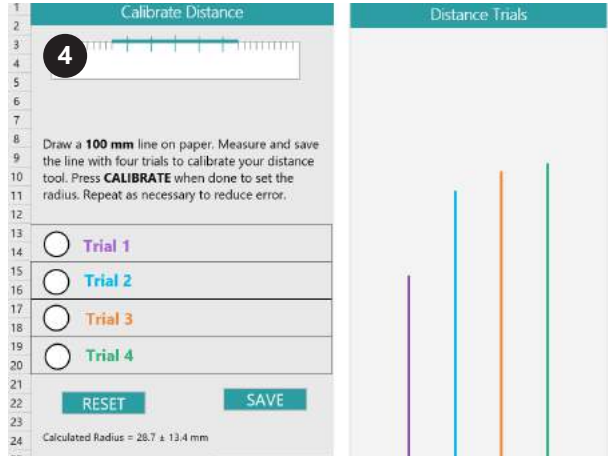 Calibrate Distance
Distance Trials
1
2
3
4
4
5
6
7
8
9
10
11
12
13
14
15
16
17
18
19
20
21
22
23
24
Draw a 100 mm line on paper. Measure and save
the line with four trials to calibrate your distance
tool. Press CALIBRATE when done to set the
radius. Repeat as necessary to reduce error.
Trial 1
Trial 2
Trial 3
Trial 4
RESET
SAVE
Calculated Radius = 28.7 ± 13.4 mm